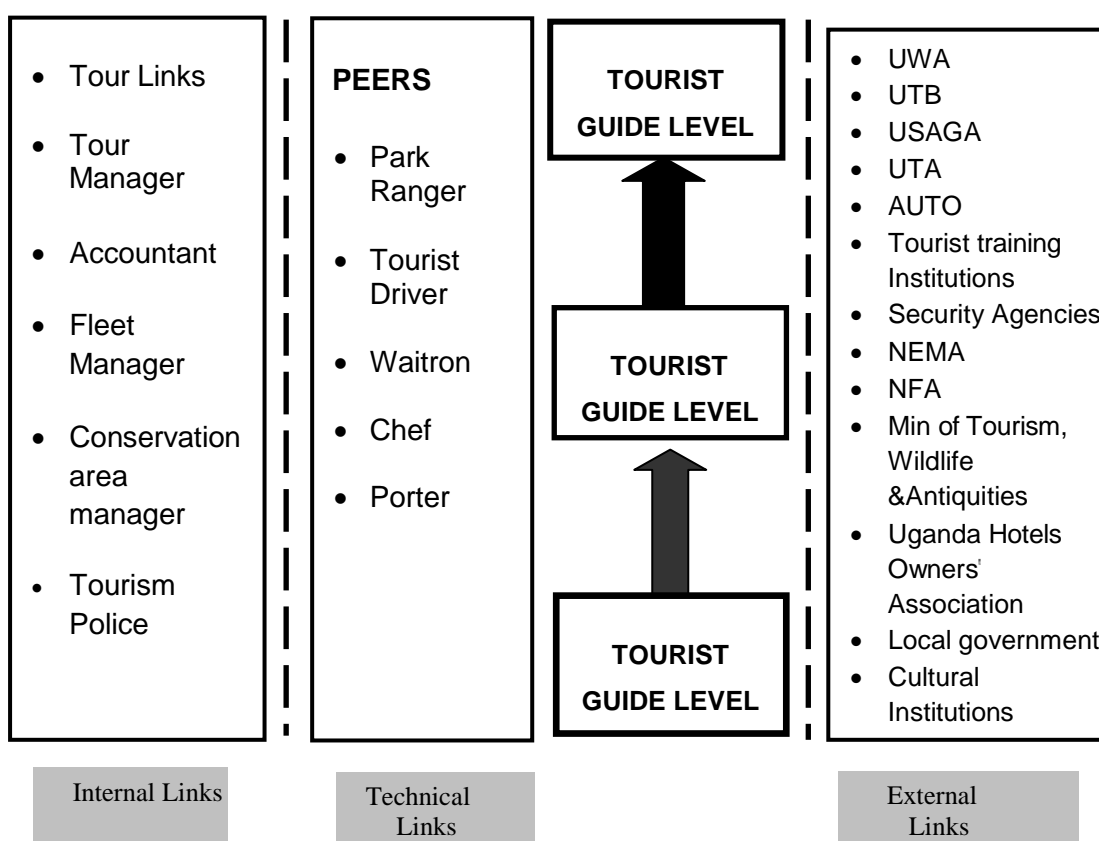 • Tour Links
• Tour
Manager
• Accountant
• Fleet
Manager
• Conservation
area
manager
• Tourism
Police
PEERS
• Park
Ranger
• Tourist
Driver
• Waitron
• Chef
• Porter
TOURIST
GUIDE LEVEL
TOURIST
GUIDE LEVEL
TOURIST
GUIDE LEVEL
• UWA
• UTB
• USAGA
• UTA
• AUTO
• Tourist training
Institutions
• Security Agencies
• NEMA
• NFA
• Min of Tourism,
Wildlife
&Antiquities
• Uganda Hotels
Owners'
Association
• Local government
• Cultural
Institutions
Internal Links
Technical
Links
External
Links